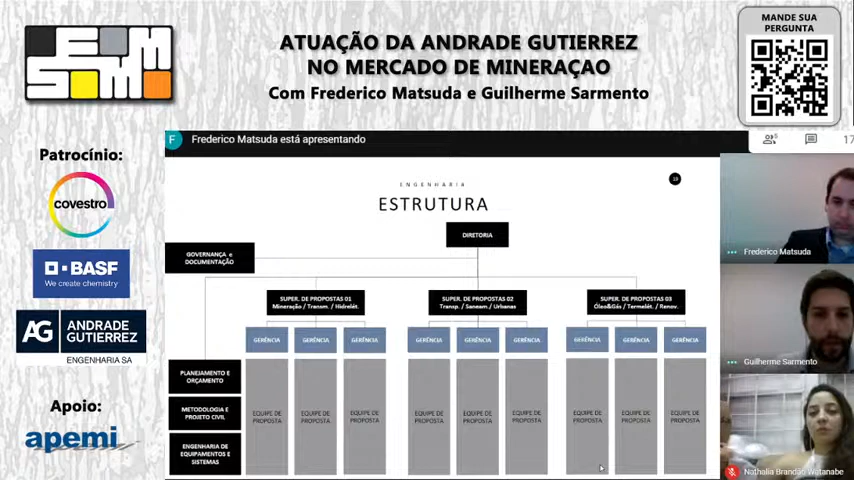 SEMM
MO
ATUAÇÃO DA ANDRADE GUTIERREZ
NO MERCADO DE MINERAÇAO
Com Frederico Matsuda e Guilherme Sarmento
MANDE SUA
PERGUNTA
Patrocínio:
covestro
BASF
We create chemistry
AG
ANDRADE
GUTIERREZ
ENGENHARIA SA
Apoio:
apemi
F
Frederico Matsuda está apresentando
17
ENGENHARIA
ESTRUTURA
DIRETORIA
GOVERNANÇA e
DOCUMENTAÇÃO
SUPER. DE PROPOSTAS 01
Mineração / Transm. / Hidrelét.
SUPER. DE PROPOSTAS 02
Transp. / Saneam. / Urbanas
SUPER. DE PROPOSTAS 03
Óleo&Gás / Termelét. / Renov.
GERÊNCIA
GERÊNCIA
GERÊNCIA
GERÊNCIA
GERÊNCIA
GERÊNCIA
GERÊNCIA
GERÊNCIA
GERÊNCIA
PLANEJAMENTO E
ORÇAMENTO
METODOLOGIA E
PROJETO CIVIL
ENGENHARIA DE
EQUIPAMENTOS E
SISTEMAS
EQUIPE DE
PROPOSTA
EQUIPE DE
PROPOSTA
EQUIPE DE
PROPOSTA
EQUIPE DE
PROPOSTA
EQUIPE DE
PROPOSTA
EQUIPE DE
PROPOSTA
EQUIPE DE
PROPOSTA
EQUIPE DE
PROPOSTA
EQUIPE DE
PROPOSTA
Frederico Matsuda
Guilherme Sarmento
Nathalia Brandão Watanabe